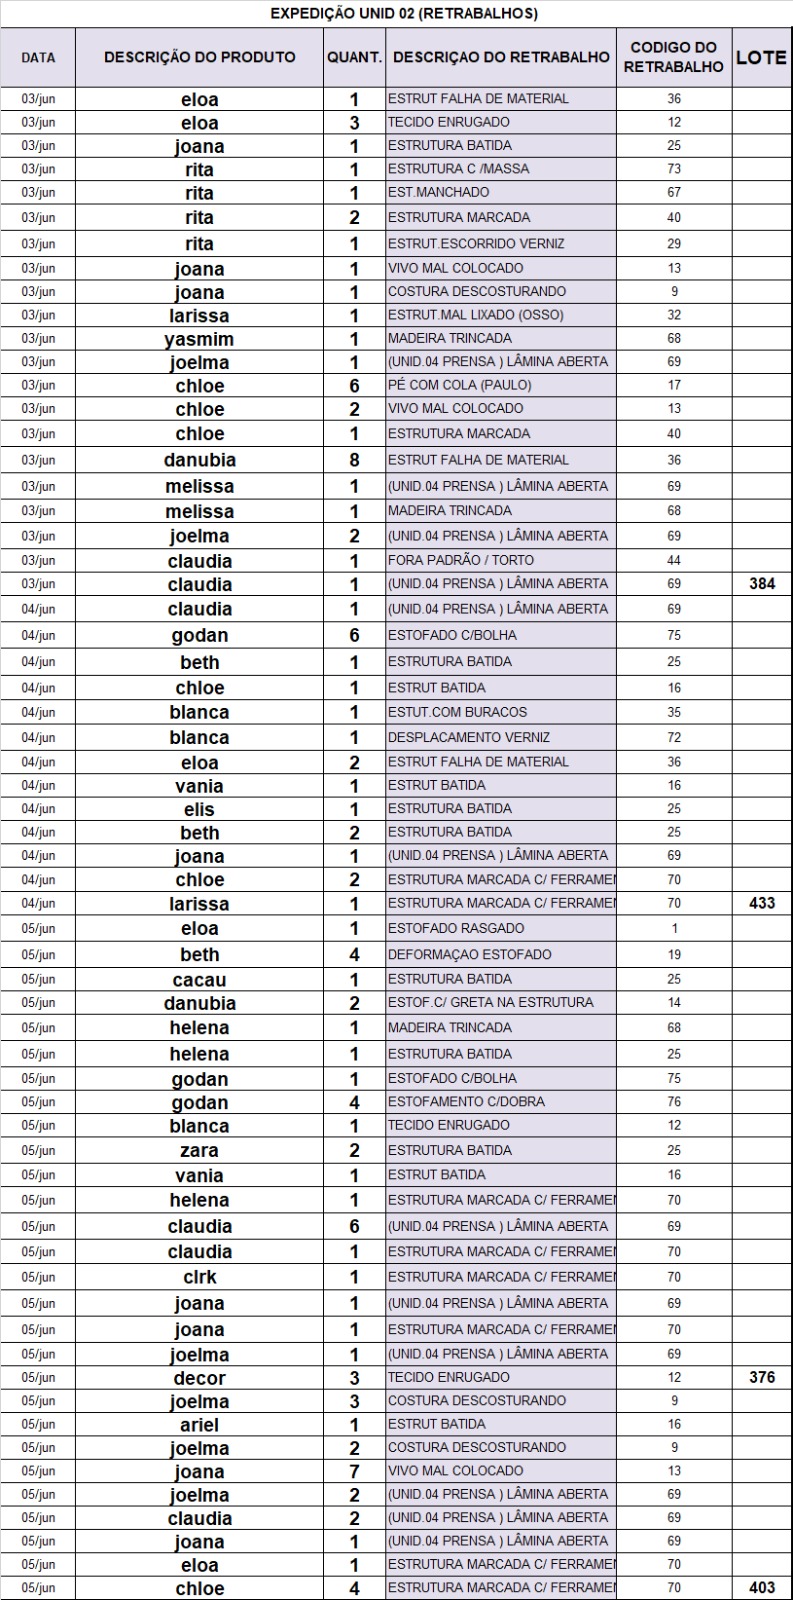 EXPEDIÇÃO UNID 02 (RETRABALHOS)
DATA DESCRIÇÃO DO PRODUTO QUANT. DESCRIÇAO DO RETRABALHO CODIGO DO RETRABALHO LOTE
03/jun eloa 1 ESTRUT FALHA DE MATERIAL 36
03/jun eloa 3 TECIDO ENRUGADO 12
03/jun joana 1 ESTRUTURA BATIDA 25
03/jun rita 1 ESTRUTURA C /MASSA 73
03/jun rita 1 EST.MANCHADO 67
03/jun rita 2 ESTRUTURA MARCADA 40
03/jun rita 1 ESTRUT.ESCORRIDO VERNIZ 29
03/jun joana 1 VIVO MAL COLOCADO 13
03/jun joana 1 COSTURA DESCOSTURANDO 9
03/jun larissa 1 ESTRUT.MAL LIXADO (OSSO) 32
03/jun yasmim 1 MADEIRA TRINCADA 68
03/jun joelma 1 (UNID.04 PRENSA ) LÂMINA ABERTA 69
03/jun chloe 6 PÉ COM COLA (PAULO) 17
03/jun chloe 2 VIVO MAL COLOCADO 13
03/jun chloe 1 ESTRUTURA MARCADA 40
03/jun danubia 8 ESTRUT FALHA DE MATERIAL 36
03/jun melissa 1 (UNID.04 PRENSA ) LÂMINA ABERTA 69
03/jun melissa 1 MADEIRA TRINCADA 68
03/jun joelma 2 (UNID.04 PRENSA ) LÂMINA ABERTA 69
03/jun claudia 1 FORA PADRÃO / TORTO 44
03/jun claudia 1 (UNID.04 PRENSA ) LÂMINA ABERTA 69 384
04/jun claudia 1 (UNID.04 PRENSA ) LÂMINA ABERTA 69
04/jun godan 6 ESTOFADO C/BOLHA 75
04/jun beth 1 ESTRUTURA BATIDA 25
04/jun chloe 1 ESTRUT BATIDA 16
04/jun blanca 1 ESTUT.COM BURACOS 35
04/jun blanca 1 DESPLACAMENTO VERNIZ 72
04/jun eloa 2 ESTRUT FALHA DE MATERIAL 36
04/jun vania 1 ESTRUT BATIDA 16
04/jun elis 1 ESTRUTURA BATIDA 25
04/jun beth 2 ESTRUTURA BATIDA 25
04/jun joana 1 (UNID.04 PRENSA ) LÂMINA ABERTA 69
04/jun chloe 2 ESTRUTURA MARCADA C/ FERRAMEN 70
04/jun larissa 1 ESTRUTURA MARCADA C/ FERRAMEN 70 433
05/jun eloa 1 ESTOFADO RASGADO 1
05/jun beth 4 DEFORMAÇAO ESTOFADO 19
05/jun cacau 1 ESTRUTURA BATIDA 25
05/jun danubia 2 ESTOF.C/ GRETA NA ESTRUTURA 14
05/jun helena 1 MADEIRA TRINCADA 68
05/jun helena 1 ESTRUTURA BATIDA 25
05/jun godan 1 ESTOFADO C/BOLHA 75
05/jun godan 4 ESTOFAMENTO C/DOBRA 76
05/jun blanca 1 TECIDO ENRUGADO 12
05/jun zara 2 ESTRUTURA BATIDA 25
05/jun vania 1 ESTRUT BATIDA 16
05/jun helena 1 ESTRUTURA MARCADA C/ FERRAMEN 70
05/jun claudia 6 (UNID.04 PRENSA ) LÂMINA ABERTA 69
05/jun claudia 1 ESTRUTURA MARCADA C/ FERRAMEN 70
05/jun clrk 1 ESTRUTURA MARCADA C/ FERRAMEN 70
05/jun joana 1 (UNID.04 PRENSA ) LÂMINA ABERTA 69
05/jun joana 1 ESTRUTURA MARCADA C/ FERRAMEN 70
05/jun joelma 1 (UNID.04 PRENSA ) LÂMINA ABERTA 69
05/jun decor 3 TECIDO ENRUGADO 12 376
05/jun joelma 3 COSTURA DESCOSTURANDO 9
05/jun ariel 1 ESTRUT BATIDA 16
05/jun joelma 2 COSTURA DESCOSTURANDO 9
05/jun joana 7 VIVO MAL COLOCADO 13
05/jun joelma 2 (UNID.04 PRENSA ) LÂMINA ABERTA 69
05/jun claudia 2 (UNID.04 PRENSA ) LÂMINA ABERTA 69
05/jun joana 1 (UNID.04 PRENSA ) LÂMINA ABERTA 69
05/jun eloa 1 ESTRUTURA MARCADA C/ FERRAMEN 70
05/jun chloe 4 ESTRUTURA MARCADA C/ FERRAMEN 70 403